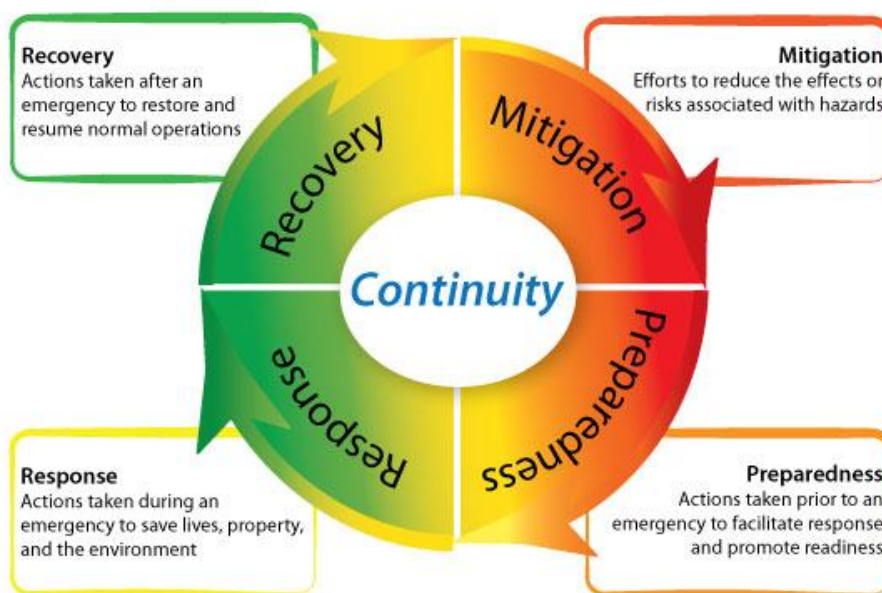 Recovery
Actions taken after an
emergency to restore and
resume normal operations
Mitigation
Efforts to reduce the effects or
risks associated with hazards
Recovery
Mitigation
Continuity
Response
Preparedness
Response
Actions taken during an
emergency to save lives, property,
and the environment
Preparedness
Actions taken prior to an
emergency to facilitate response
and promote readiness